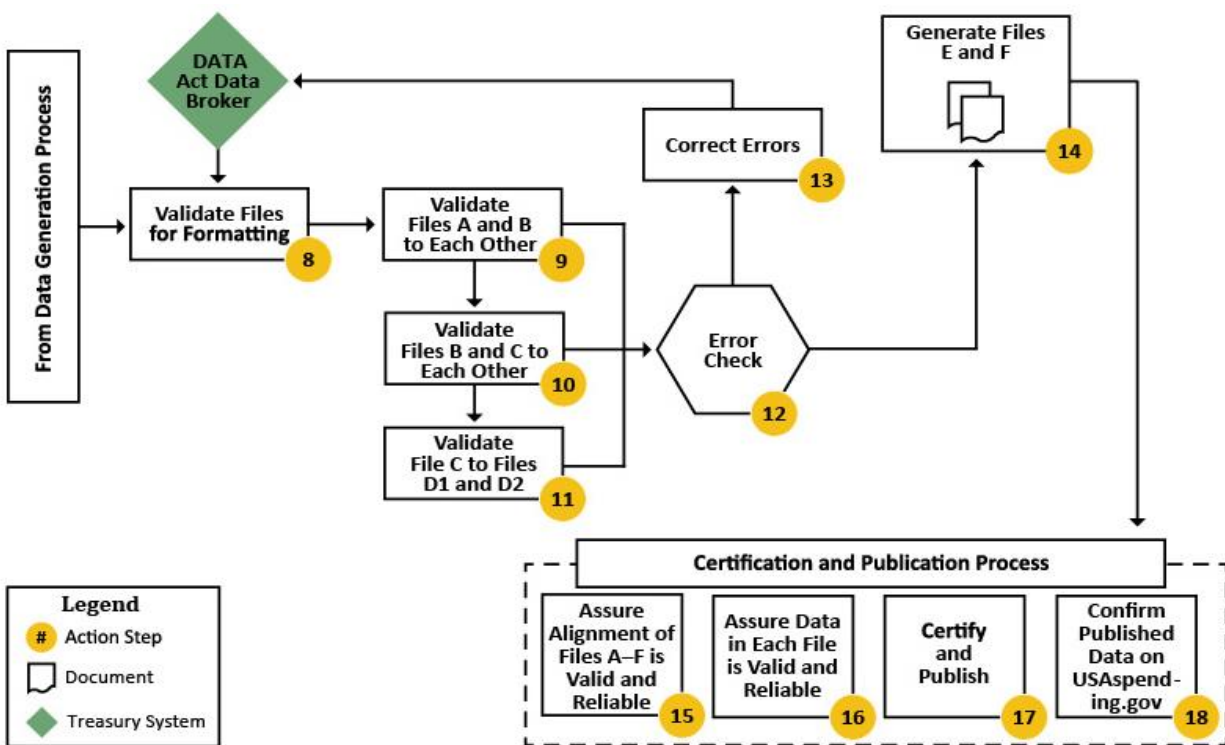 From Data Generation Process
DATA
Act Data
Broker
Validate Files
for Formatting
8
Validate
Files A and B
to Each Other
9
Validate
Files B and C to
Each Other
10
Validate
File C to Files
D1 and D2
11
Error
Check
12
Correct Errors
13
Generate Files
E and F
14
Certification and Publication Process
Assure
Alignment of
Files A–F is
Valid and
Reliable
15
Assure Data
in Each File
is Valid and
Reliable
16
Certify
and
Publish
17
Confirm
Published
Data on
USAspend-
ing.gov
18
Legend
# Action Step
Document
Treasury System